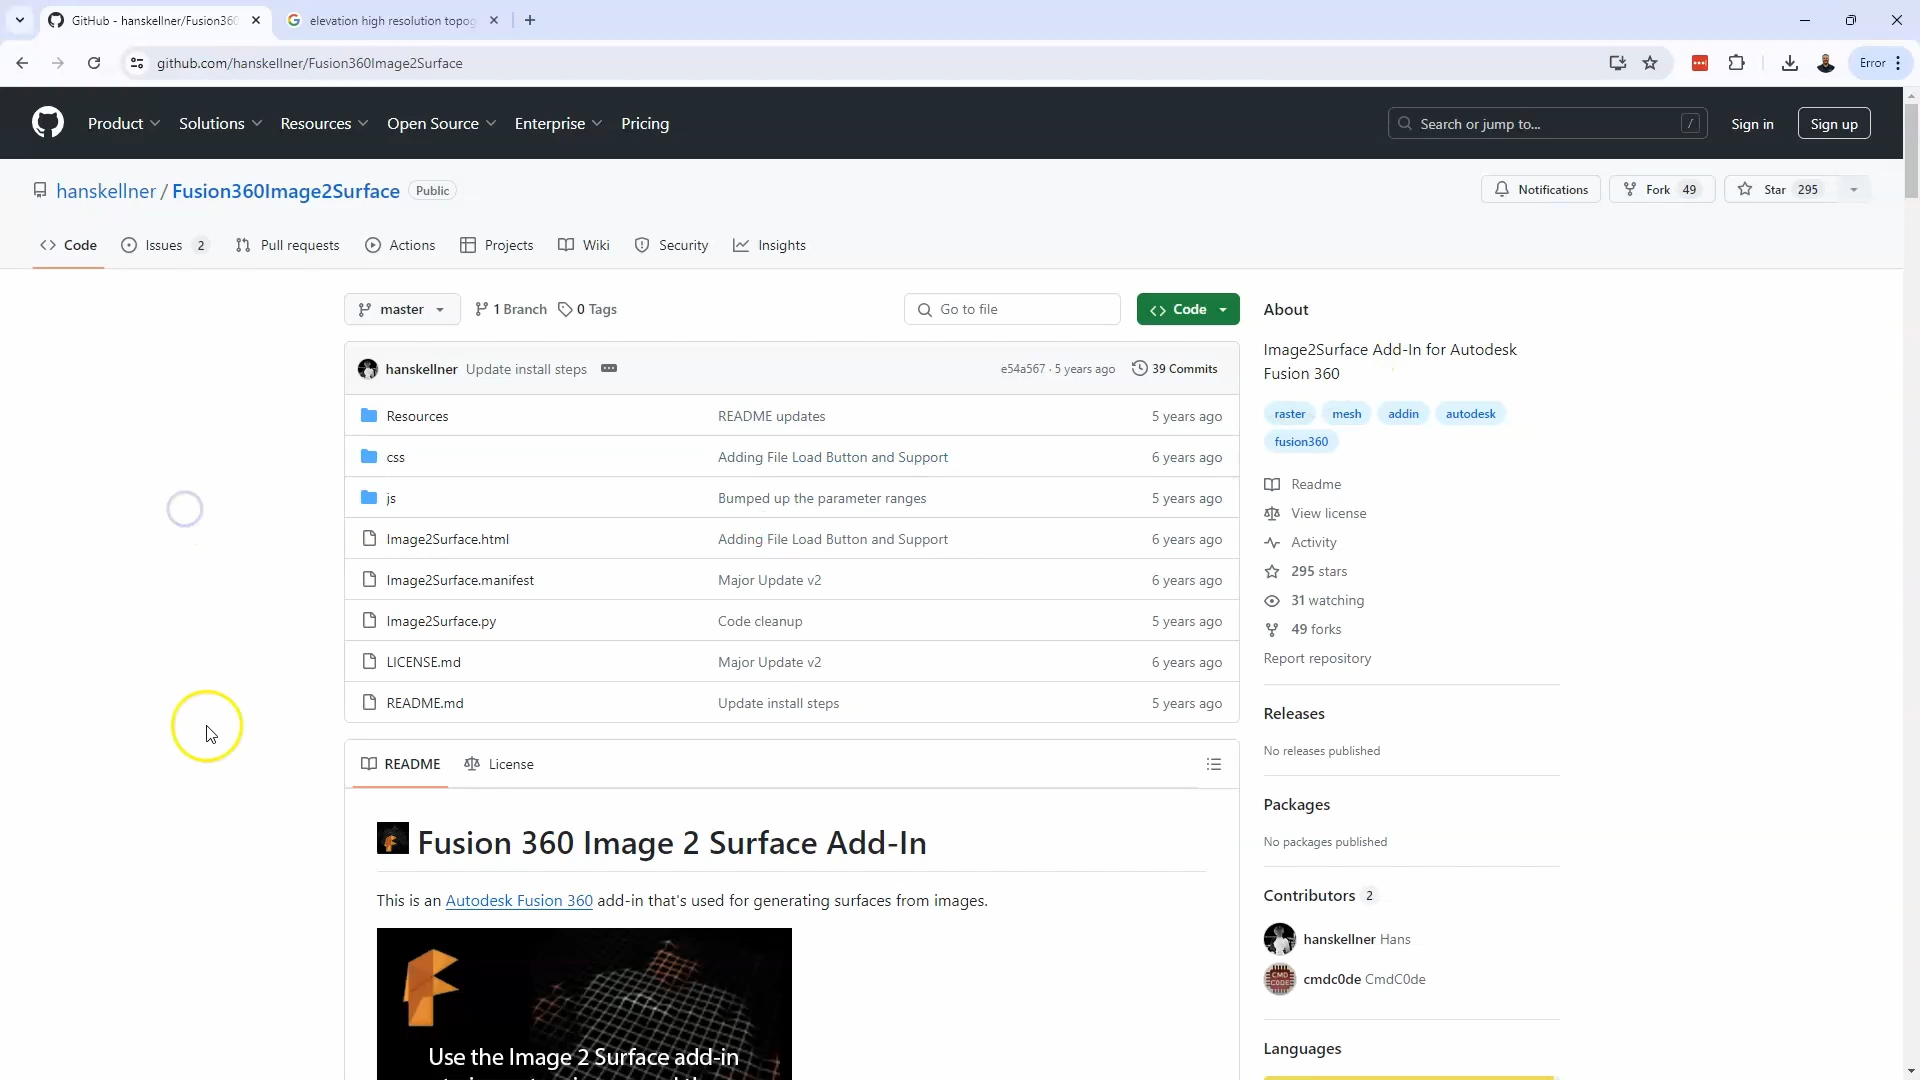 GitHub - hanskellner/Fusion360
elevation high resolution topog
github.com/hanskellner/Fusion360Image2Surface
Error
Product
Solutions
Resources
Open Source
Enterprise
Pricing
Search or jump to...
/
Sign in
Sign up
hanskellner / Fusion360Image2Surface
Public
Notifications
Fork 49
Star 295
Code
Issues 2
Pull requests
Actions
Projects
Wiki
Security
Insights
master
1 Branch
0 Tags
Go to file
Code
hanskellner Update install steps
e54a567 · 5 years ago
39 Commits
Resources README updates 5 years ago
css Adding File Load Button and Support 6 years ago
js Bumped up the parameter ranges 5 years ago
Image2Surface.html Adding File Load Button and Support 6 years ago
Image2Surface.manifest Major Update v2 6 years ago
Image2Surface.py Code cleanup 5 years ago
LICENSE.md Major Update v2 6 years ago
README.md Update install steps 5 years ago
README
License
Fusion 360 Image 2 Surface Add-In
This is an Autodesk Fusion 360 add-in that's used for generating surfaces from images.
Use the Image 2 Surface add-in
About
Image2Surface Add-In for Autodesk
Fusion 360
raster mesh addin autodesk
fusion360
Readme
View license
Activity
295 stars
31 watching
49 forks
Report repository
Releases
No releases published
Packages
No packages published
Contributors 2
hanskellner Hans
cmdc0de CmdC0de
Languages